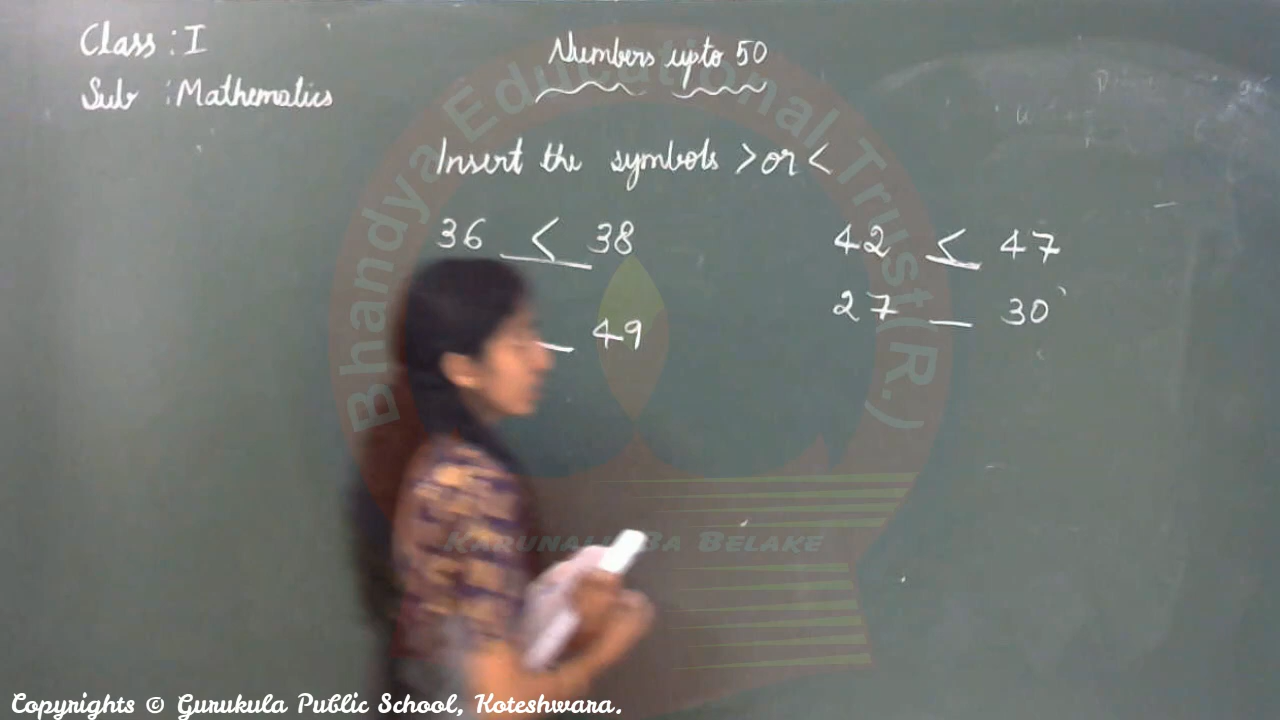 Class : I
Sub : Mathematics
Numbers upto 50
Insert the symbols > or <
36 < 38
42 < 47
27 _ 30
_ 49
Bhandya Educational Trust (R.)
Belake
Copyrights © Gurukula Public School, Koteshwara.